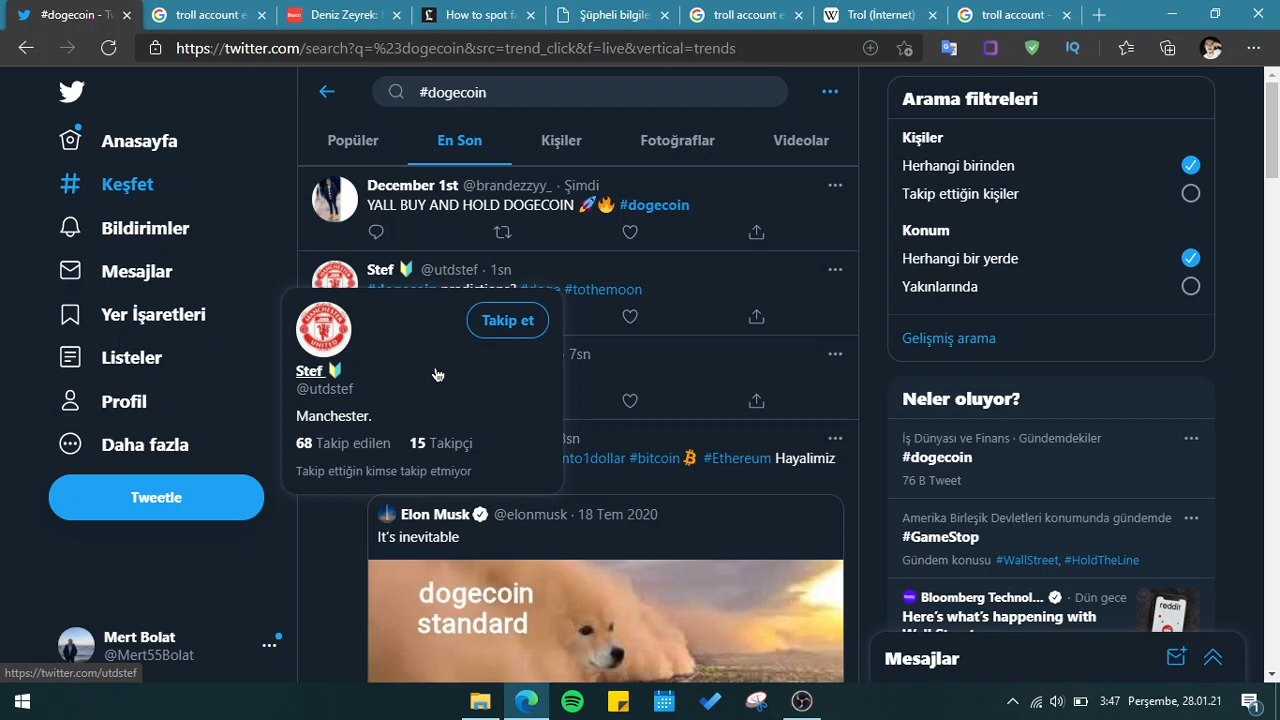 #dogecoin - T
troll account e
Deniz Zeyrek:
How to spot fa
Şüpheli bilgile
troll account e
Trol (İnternet)
troll account -
https://twitter.com/search?q=%23dogecoin&src=trend_click&f=live&vertical=trends
IQ
Anasayfa
Keşfet
Bildirimler
Mesajlar
Yer İşaretleri
Listeler
Profil
Daha fazla
Tweetle
Mert Bolat
@Mert55Bolat
https://twitter.com/utdstef
#dogecoin
Popüler
En Son
Kişiler
Fotoğraflar
Videolar
December 1st @brandezzyy_ · Şimdi
YALL BUY AND HOLD DOGECOIN 🚀🔥 #dogecoin
Stef 🔰 @utdstef · 1sn
#dogecoin predictions? #doge #tothemoon
Takip et
Stef 🔰
@utdstef
Manchester.
68 Takip edilen 15 Takipçi
Takip ettiğin kimse takip etmiyor
· 7sn
nto1dollar #bitcoin #Ethereum Hayalimiz
Elon Musk @elonmusk · 18 Tem 2020
It's inevitable
dogecoin
standard
Arama filtreleri
Kişiler
Herhangi birinden
Takip ettiğin kişiler
Konum
Herhangi bir yerde
Yakınlarında
Gelişmiş arama
Neler oluyor?
İş Dünyası ve Finans · Gündemdekiler
#dogecoin
76 B Tweet
Amerika Birleşik Devletleri konumunda gündemde
#GameStop
Gündem konusu #WallStreet, #HoldTheLine
Bloomberg Technol... · Dün gece
Here's what's happening with
reddit
Mesajlar
3:47 Perşembe, 28.01.21